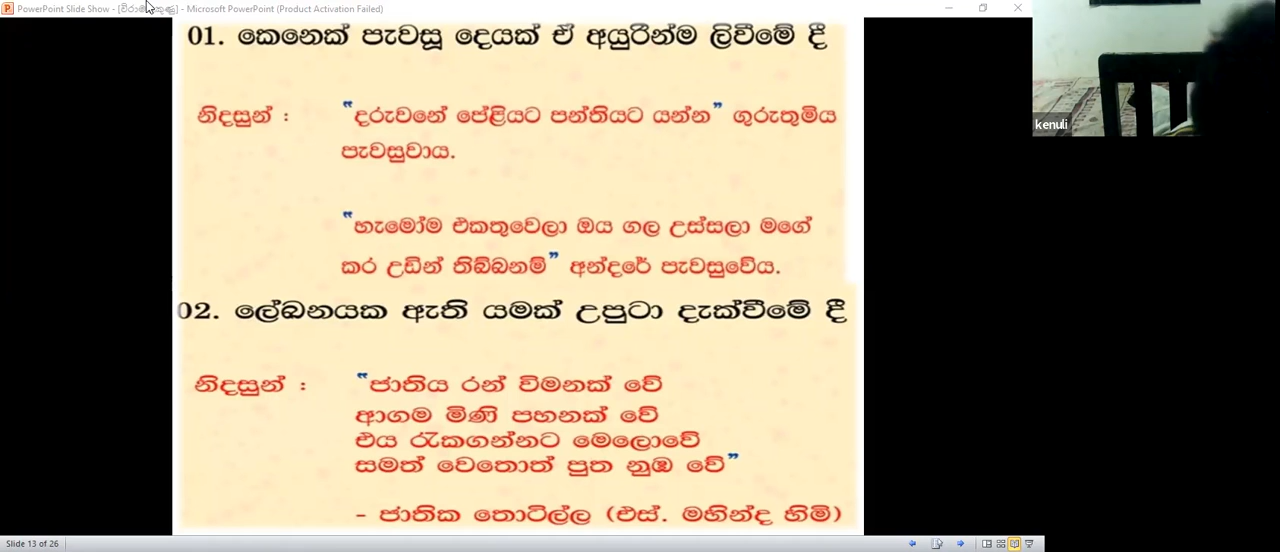 PowerPoint Slide Show - [විරාම ලකුණු] - Microsoft PowerPoint (Product Activation Failed)
01. කෙනෙක් පැවසූ දෙයක් ඒ අයුරින්ම ලිවීමේ දී
නිදසුන් : "දරුවනේ පේළියට පන්තියට යන්න" ගුරුතුමිය
පැවසුවාය.
kenuli
"හැමෝම එකතුවෙලා ඔය ගල උස්සලා මගේ
කර උඩින් තිබ්බනම්" අන්දරේ පැවසුවේය.
02. ලේඛනයක ඇති යමක් උපුටා දැක්වීමේ දී
නිදසුන් : "ජාතිය රන් විමනක් වේ
ආගම මිණි පහනක් වේ
එය රැකගන්නට මෙලොවේ
සමත් වෙතොත් පුත නුඹ වේ"
- ජාතික තොටිල්ල (එස්. මහින්ද හිමි)
Slide 13 of 26